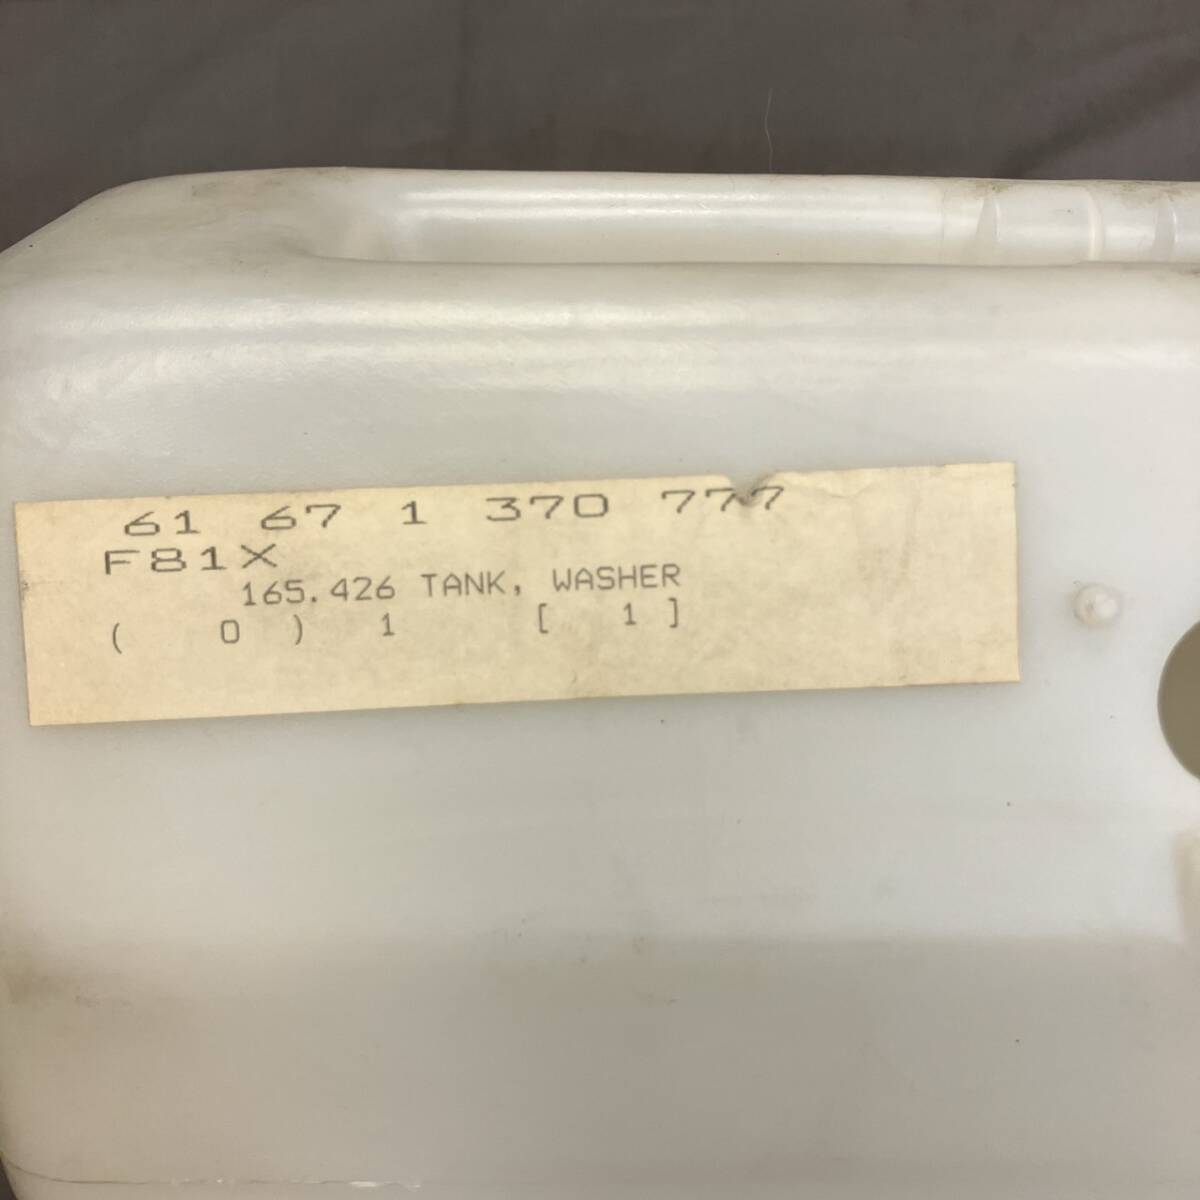 61 67 1 370 777
F81X
165.426 TANK, WASHER
( 0 ) 1 [ 1 ]